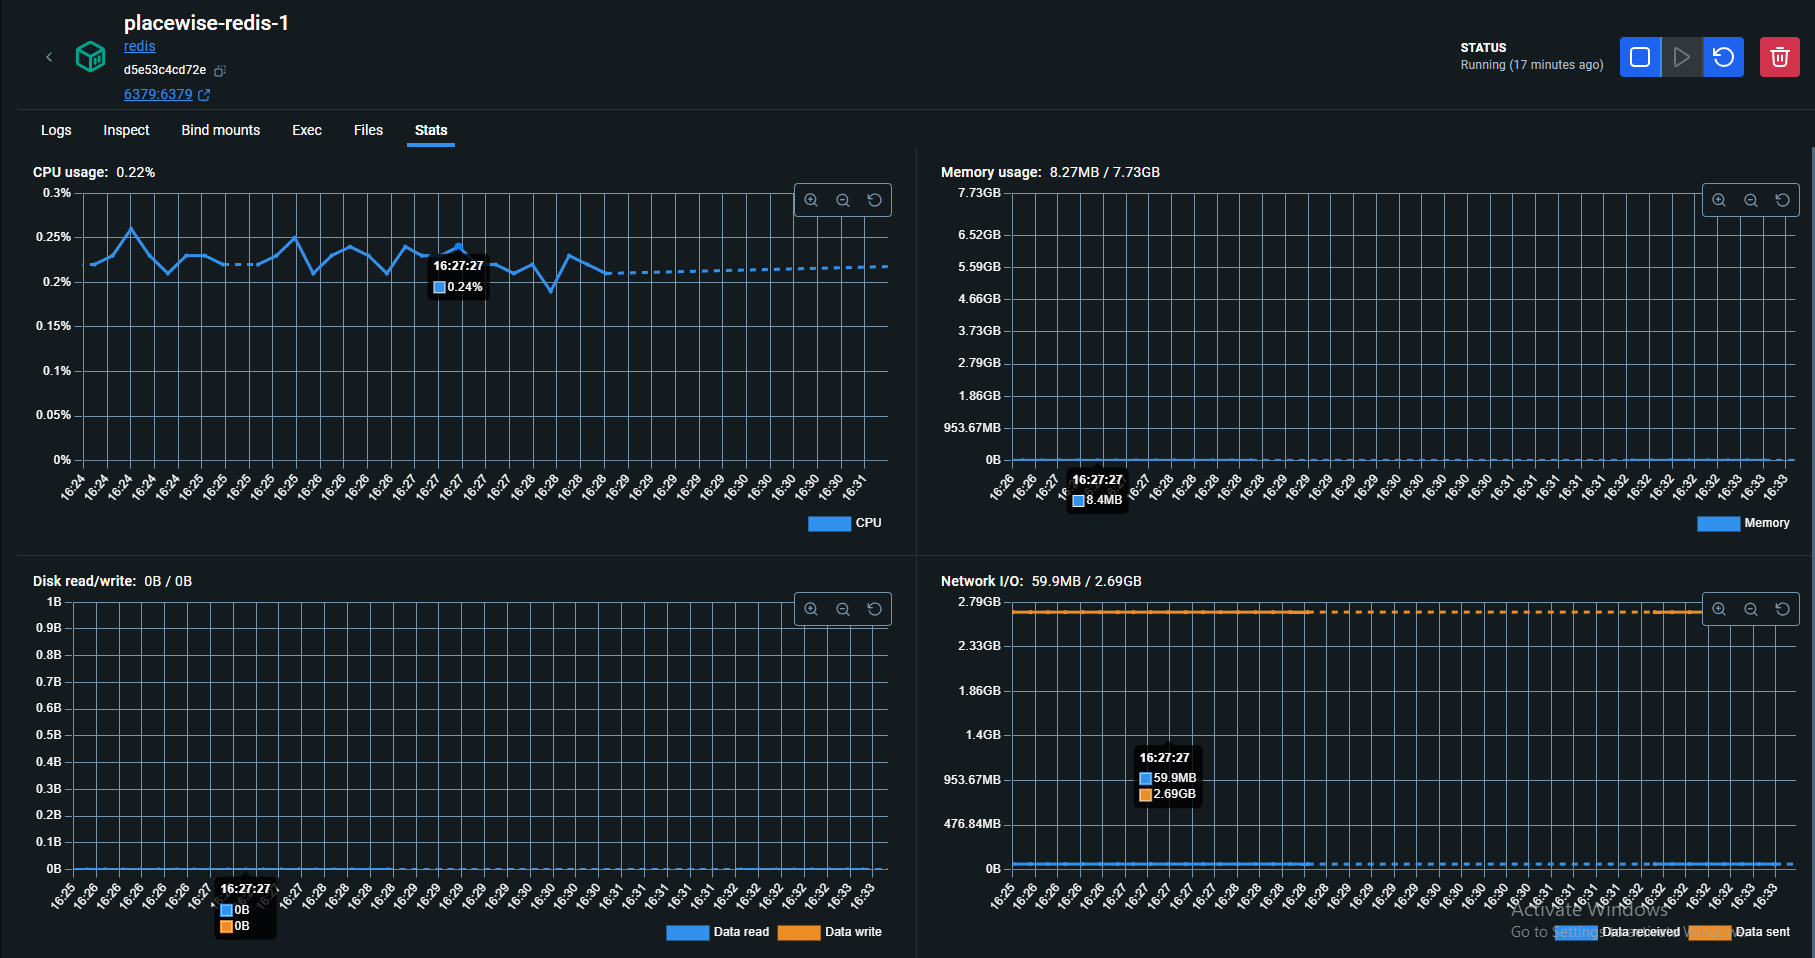 placewise-redis-1
redis
d5e53c4cd72e
6379:6379
STATUS
Running (17 minutes ago)
Logs Inspect Bind mounts Exec Files Stats
CPU usage: 0.22%
0.3%
0.25%
0.2%
0.15%
0.1%
0.05%
0%
16:27:27
0.24%
16:24 16:24 16:24 16:24 16:24 16:25 16:25 16:25 16:25 16:25 16:26 16:26 16:26 16:26 16:27 16:27 16:27 16:27 16:27 16:28 16:28 16:28 16:28 16:29 16:29 16:29 16:29 16:29 16:30 16:30 16:30 16:30 16:30 16:31
CPU
Memory usage: 8.27MB / 7.73GB
7.73GB
6.52GB
5.59GB
4.66GB
3.73GB
2.79GB
1.86GB
953.67MB
0B
16:26 16:26 16:27 16:27 16:28 16:28 16:28 16:28 16:28 16:29 16:29 16:29 16:29 16:30 16:30 16:30 16:30 16:30 16:31 16:31 16:31 16:31 16:32 16:32 16:32 16:32 16:33 16:33 16:33
16:27:27
8.4MB
Memory
Disk read/write: 0B / 0B
1B
0.9B
0.8B
0.7B
0.6B
0.5B
0.4B
0.3B
0.2B
0.1B
0B
16:25 16:26 16:26 16:26 16:26 16:26 16:27 16:27 16:27 16:28 16:28 16:28 16:28 16:29 16:29 16:29 16:29 16:29 16:30 16:30 16:30 16:30 16:31 16:31 16:31 16:31 16:31 16:32 16:32 16:32 16:32 16:32 16:33 16:33
16:27:27
0B
0B
Data read Data write
Network I/O: 59.9MB / 2.69GB
2.79GB
2.33GB
1.86GB
1.4GB
953.67MB
476.84MB
0B
16:27:27
59.9MB
2.69GB
16:25 16:26 16:26 16:26 16:26 16:27 16:27 16:27 16:27 16:27 16:28 16:28 16:28 16:28 16:28 16:29 16:29 16:29 16:29 16:30 16:30 16:30 16:30 16:30 16:31 16:31 16:31 16:31 16:32 16:32 16:32 16:32 16:32 16:33 16:33
Activate Windows
Go to Settings to activate Windows.
Data received Data sent